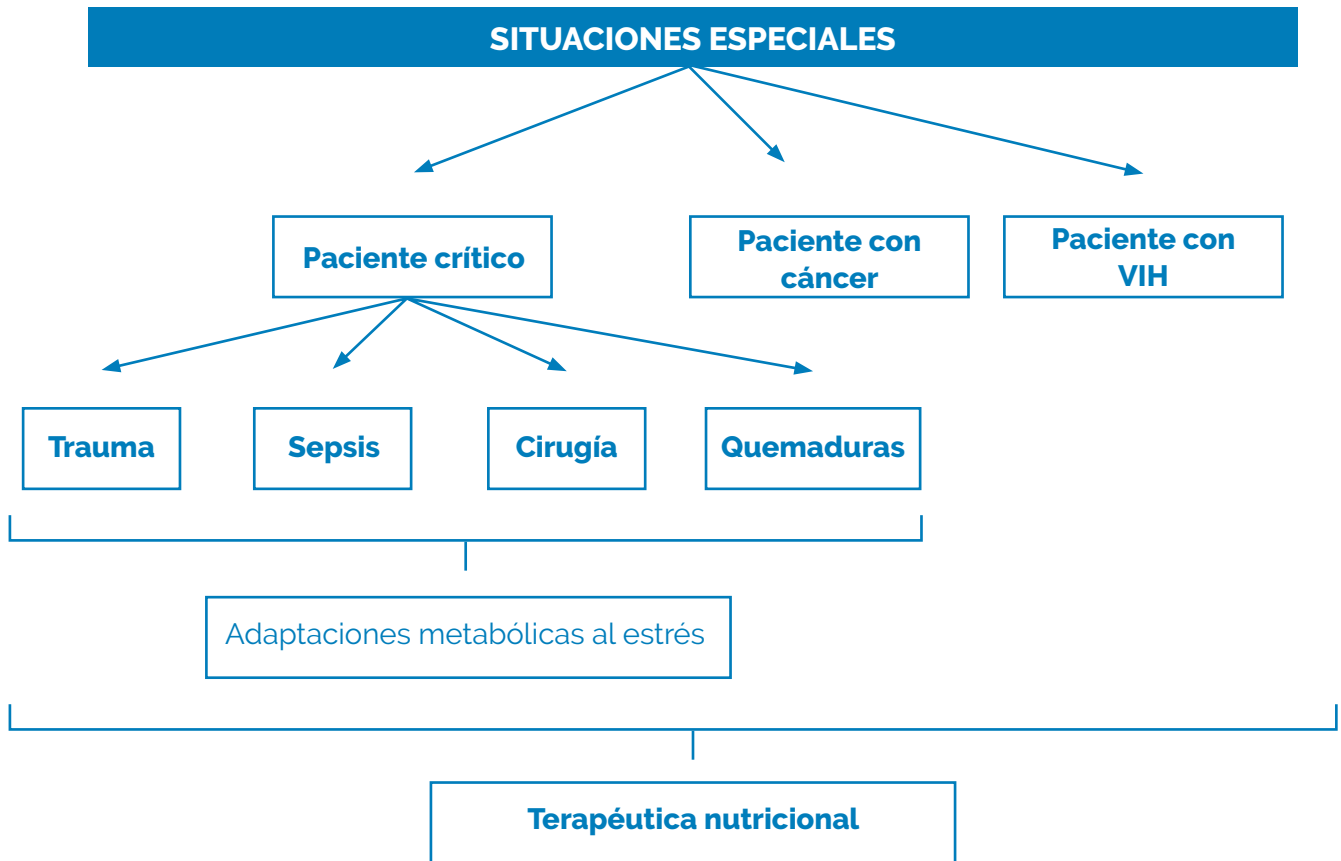 SITUACIONES ESPECIALES
Paciente crítico
Paciente con
cáncer
Paciente con
VIH
Trauma
Sepsis
Cirugía
Quemaduras
Adaptaciones metabólicas al estrés
Terapéutica nutricional